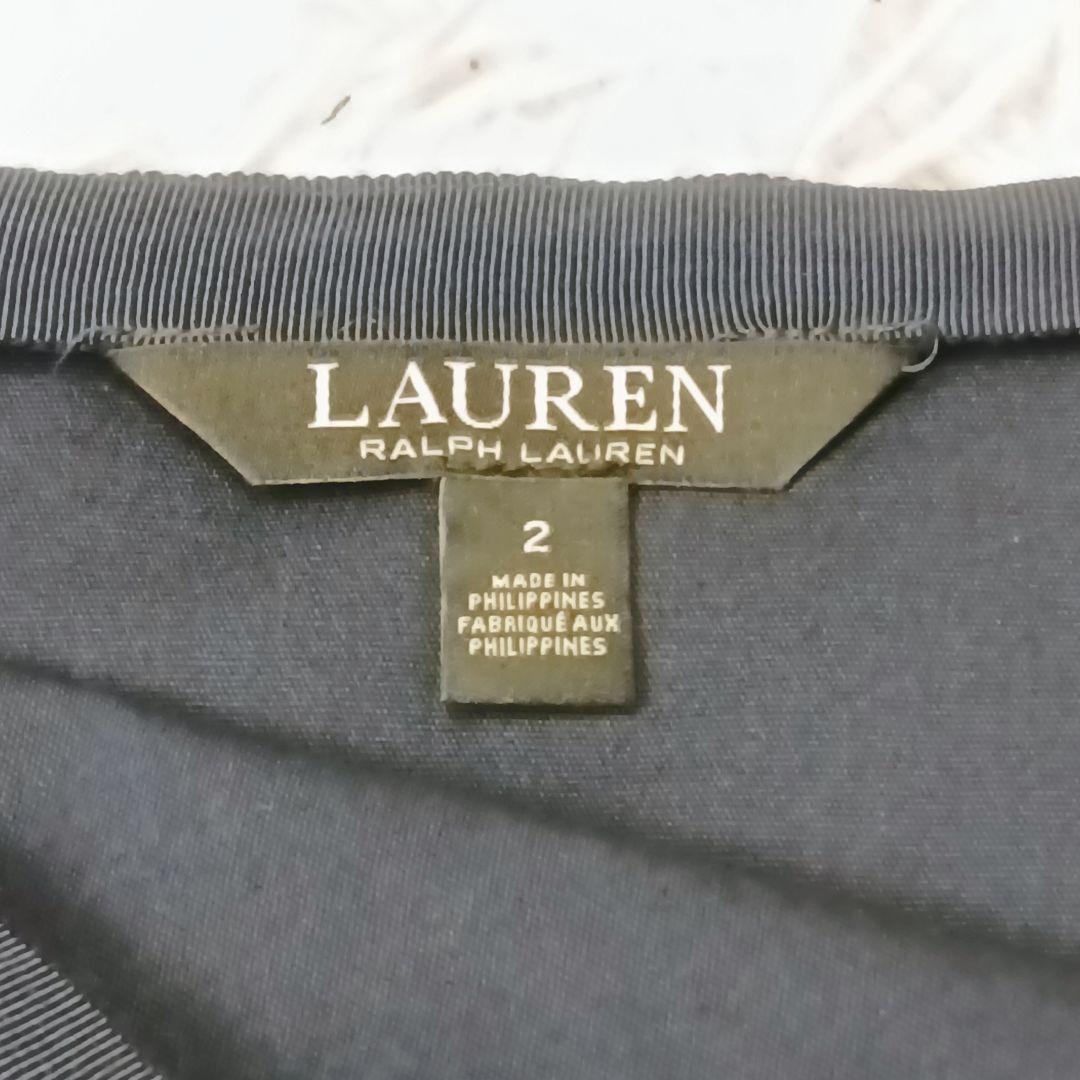 LAUREN
RALPH LAUREN
2
MADE IN
PHILIPPINES
FABRIQUÉ AUX
PHILIPPINES